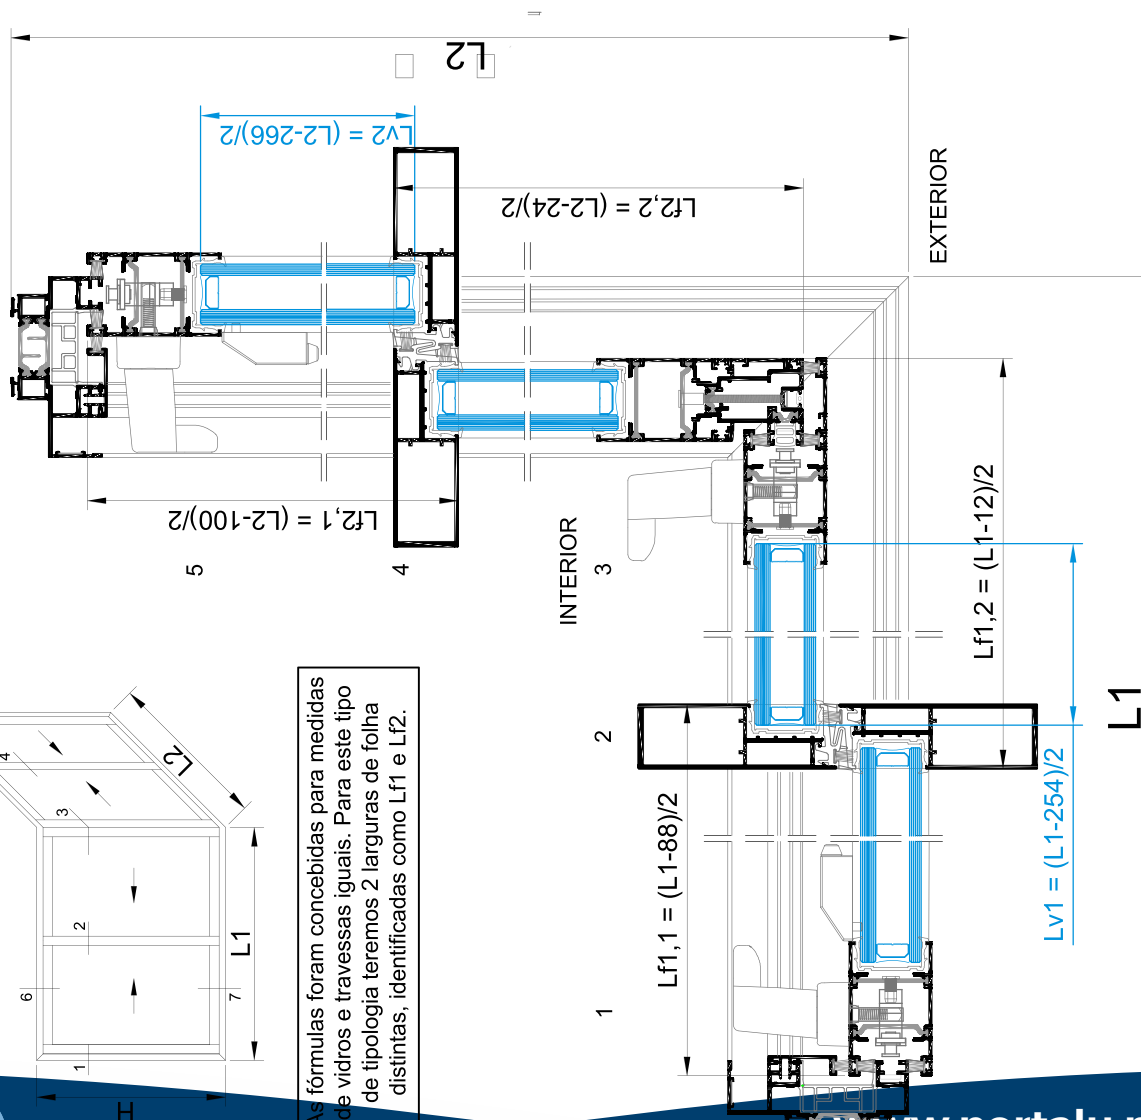 L2
Lv2 = (L2-266)/2
Lf2,2 = (L2-24)/2
EXTERIOR
Lf2,1 = (L2-100)/2
INTERIOR
5
4
3
2
1
Lf1,2 = (L1-12)/2
Lf1,1 = (L1-88)/2
Lv1 = (L1-254)/2
L1
4
L2
3
2
L1
6
7
1
H
As fórmulas foram concebidas para medidas
de vidros e travessas iguais. Para este tipo
de tipologia teremos 2 larguras de folha
distintas, identificadas como Lf1 e Lf2.